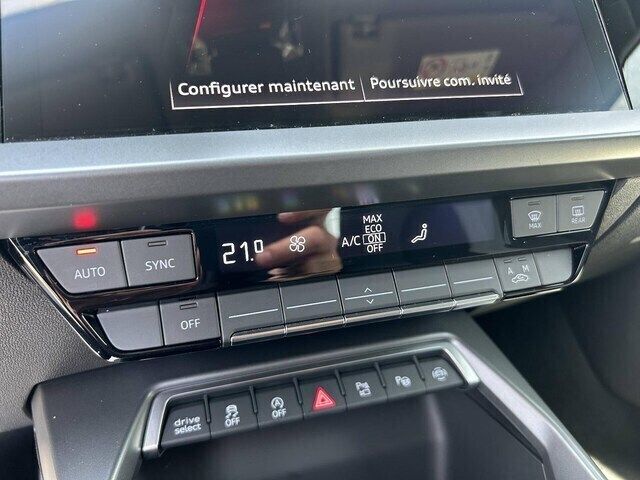 Configurer maintenant
Poursuivre com. invité
AUTO
SYNC
21.0
A/C
MAX
ECO
ON
OFF
MAX
REAR
OFF
A M
drive select
OFF
A OFF